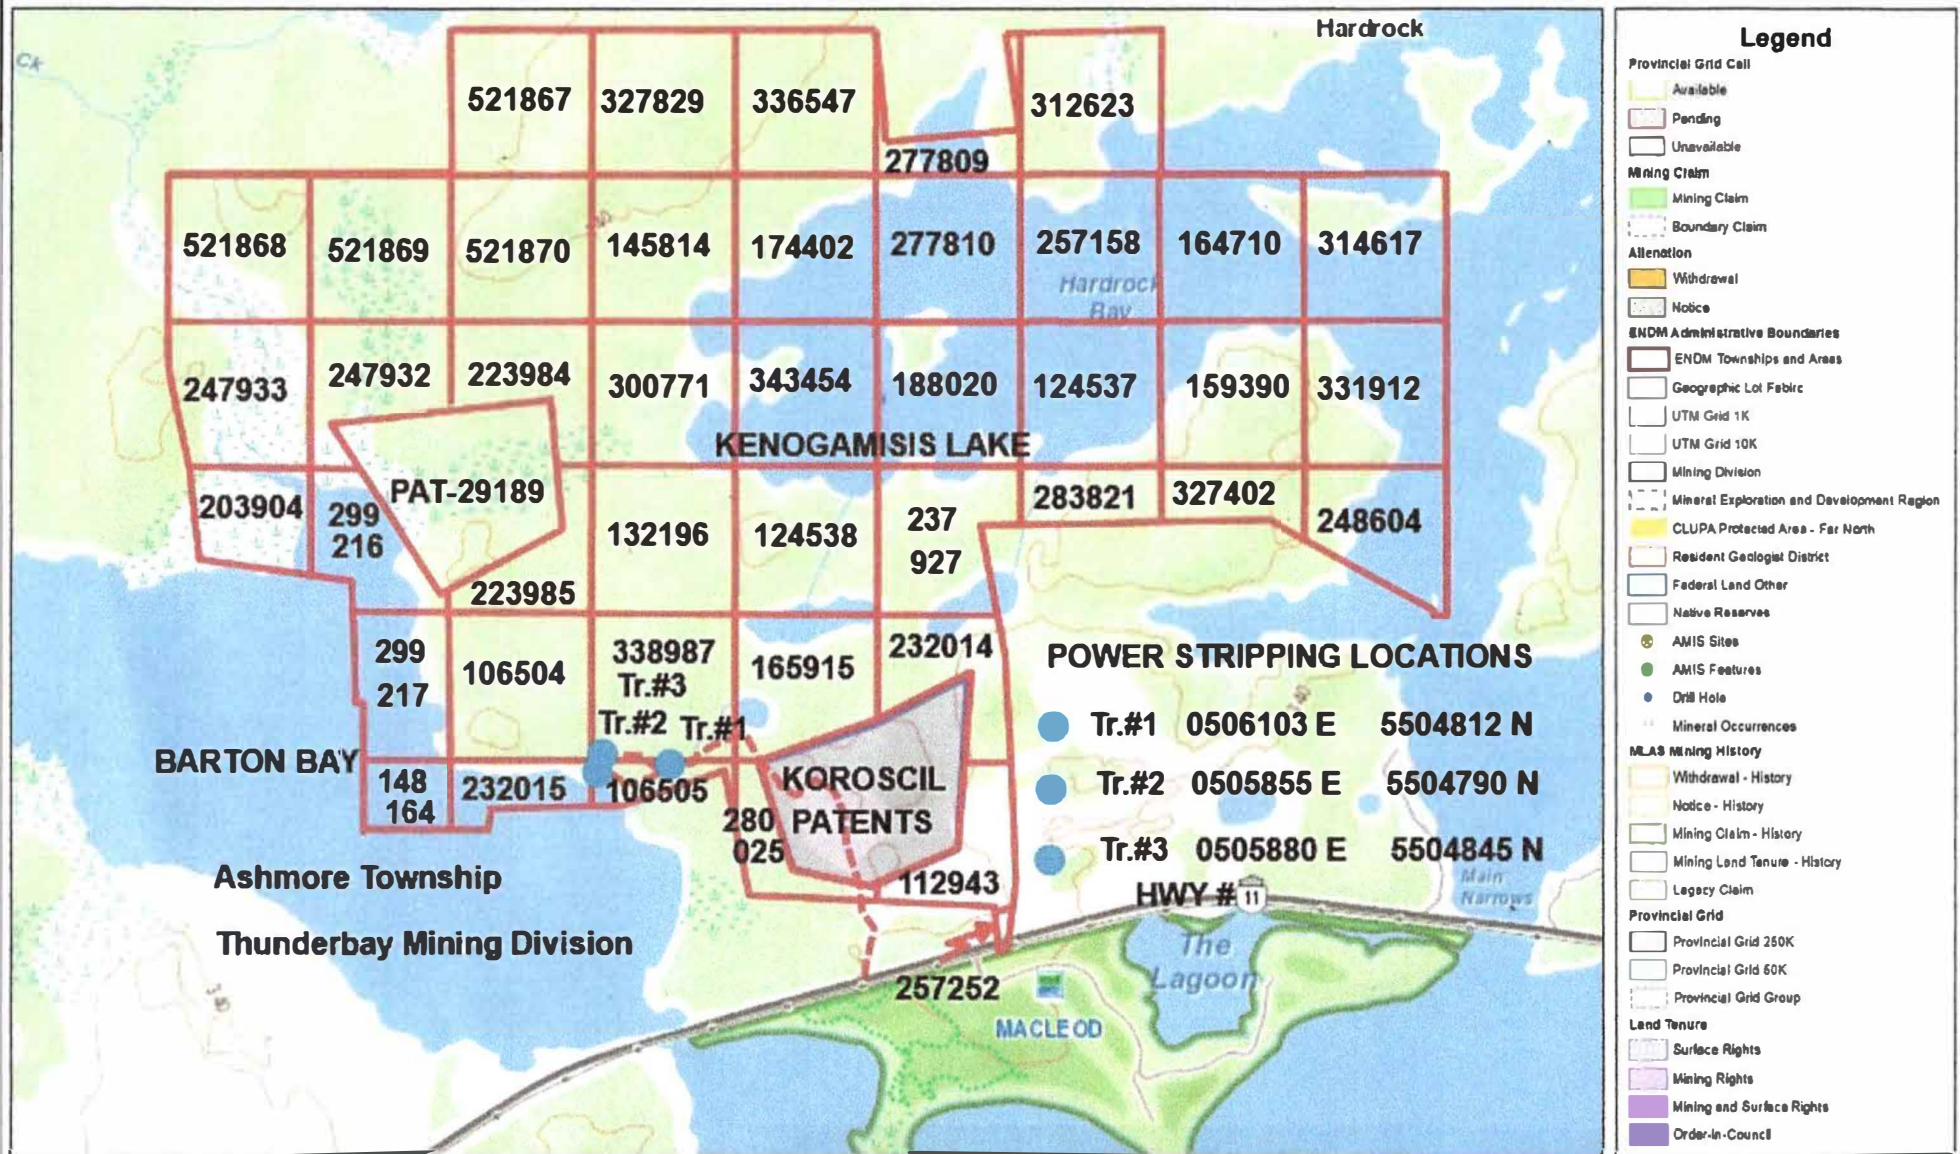 Hardrock
Ck
521867 327829 336547 312623
277809
521868 521869 521870 145814 174402 277810 257158 164710 314617
Hardrock
Bay
247933 247932 223984 300771 343454 188020 124537 159390 331912
KENOGAMISIS LAKE
203904 299 PAT-29189 132196 124538 237 283821 327402 248604
216 927
223985
299 106504 338987 165915 232014
217 Tr.#3
Tr.#2 Tr.#1
POWER STRIPPING LOCATIONS
Tr.#1 0506103 E 5504812 N
Tr.#2 0505855 E 5504790 N
Tr.#3 0505880 E 5504845 N
BARTON BAY
148 232015 106505 KOROSCIL
164 280 PATENTS
025
112943
HWY # 11
Main
Narrows
Ashmore Township
Thunderbay Mining Division
The
Lagoon
257252
MACLEOD
Legend
Provincial Grid Cell
Available
Pending
Unavailable
Mining Claim
Mining Claim
Boundary Claim
Alienation
Withdrawal
Notice
ENDM Administrative Boundaries
ENDM Townships and Areas
Geographic Lot Fabirc
UTM Grid 1K
UTM Grid 10K
Mining Division
Mineral Exploration and Development Region
CLUPA Protected Area - Far North
Resident Geologist District
Federal Land Other
Native Reserves
AMIS Sites
AMIS Features
Drill Hole
Mineral Occurrences
MLAS Mining History
Withdrawal - History
Notice - History
Mining Claim - History
Mining Land Tenure - History
Legacy Claim
Provincial Grid
Provincial Grid 250K
Provincial Grid 50K
Provincial Grid Group
Land Tenure
Surface Rights
Mining Rights
Mining and Surface Rights
Order-In-Council